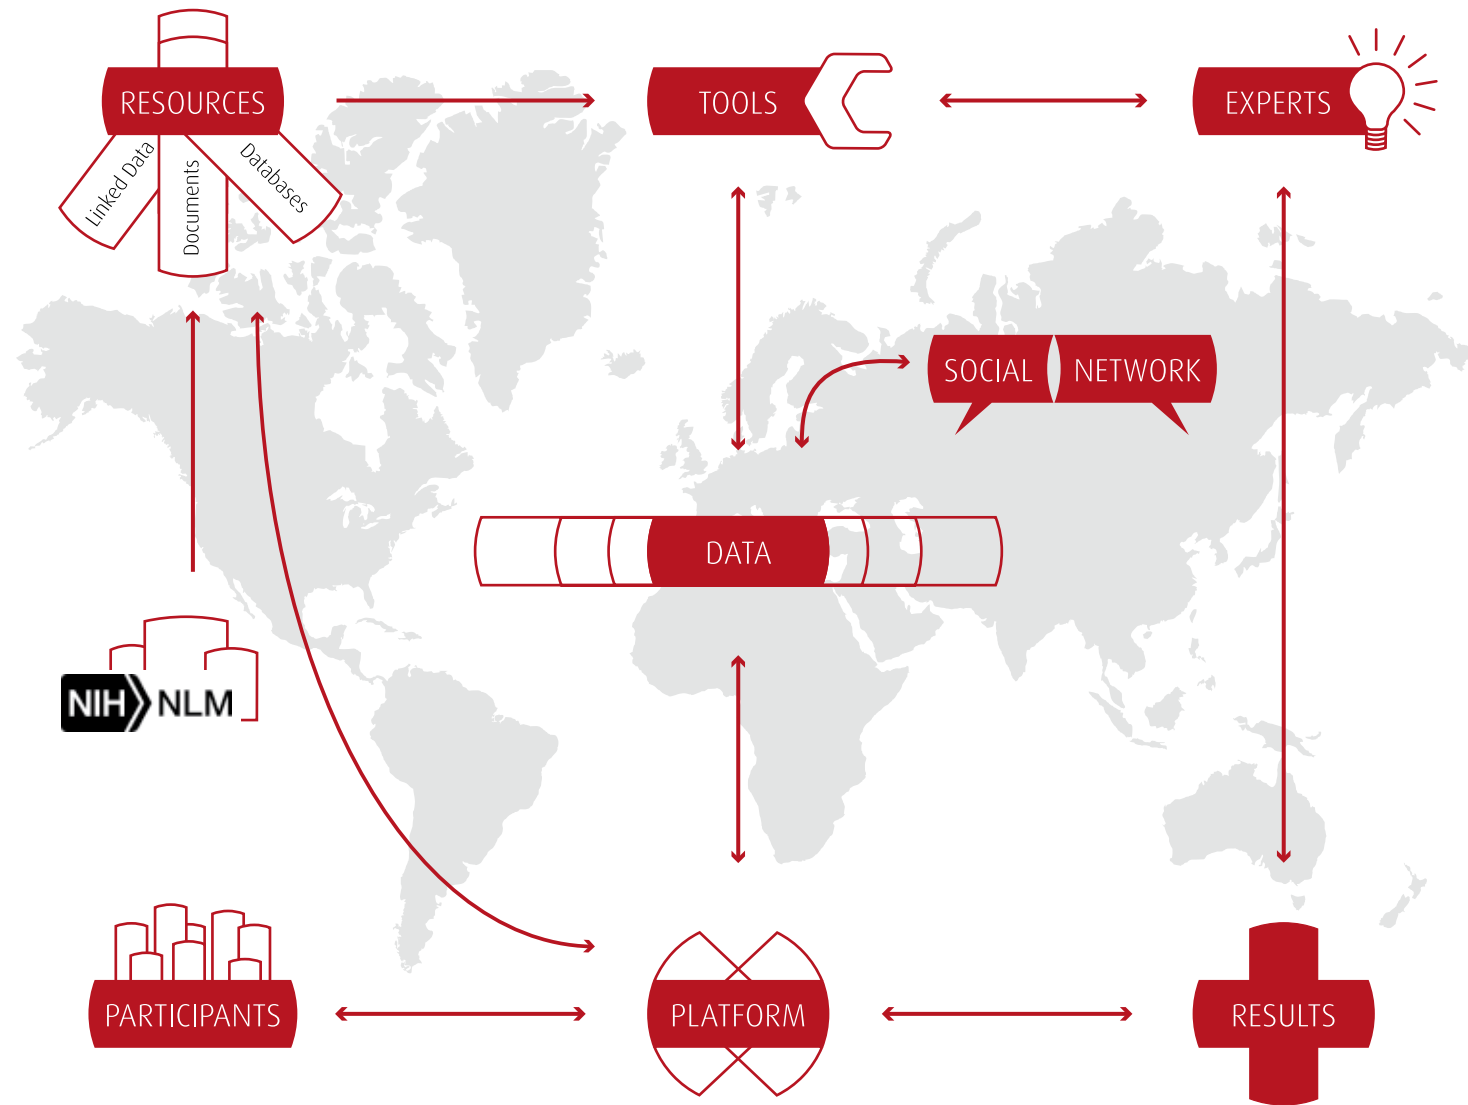 RESOURCES
Linked Data
Documents
Databases
TOOLS
EXPERTS
SOCIAL NETWORK
DATA
NIH NLM
PARTICIPANTS
PLATFORM
RESULTS